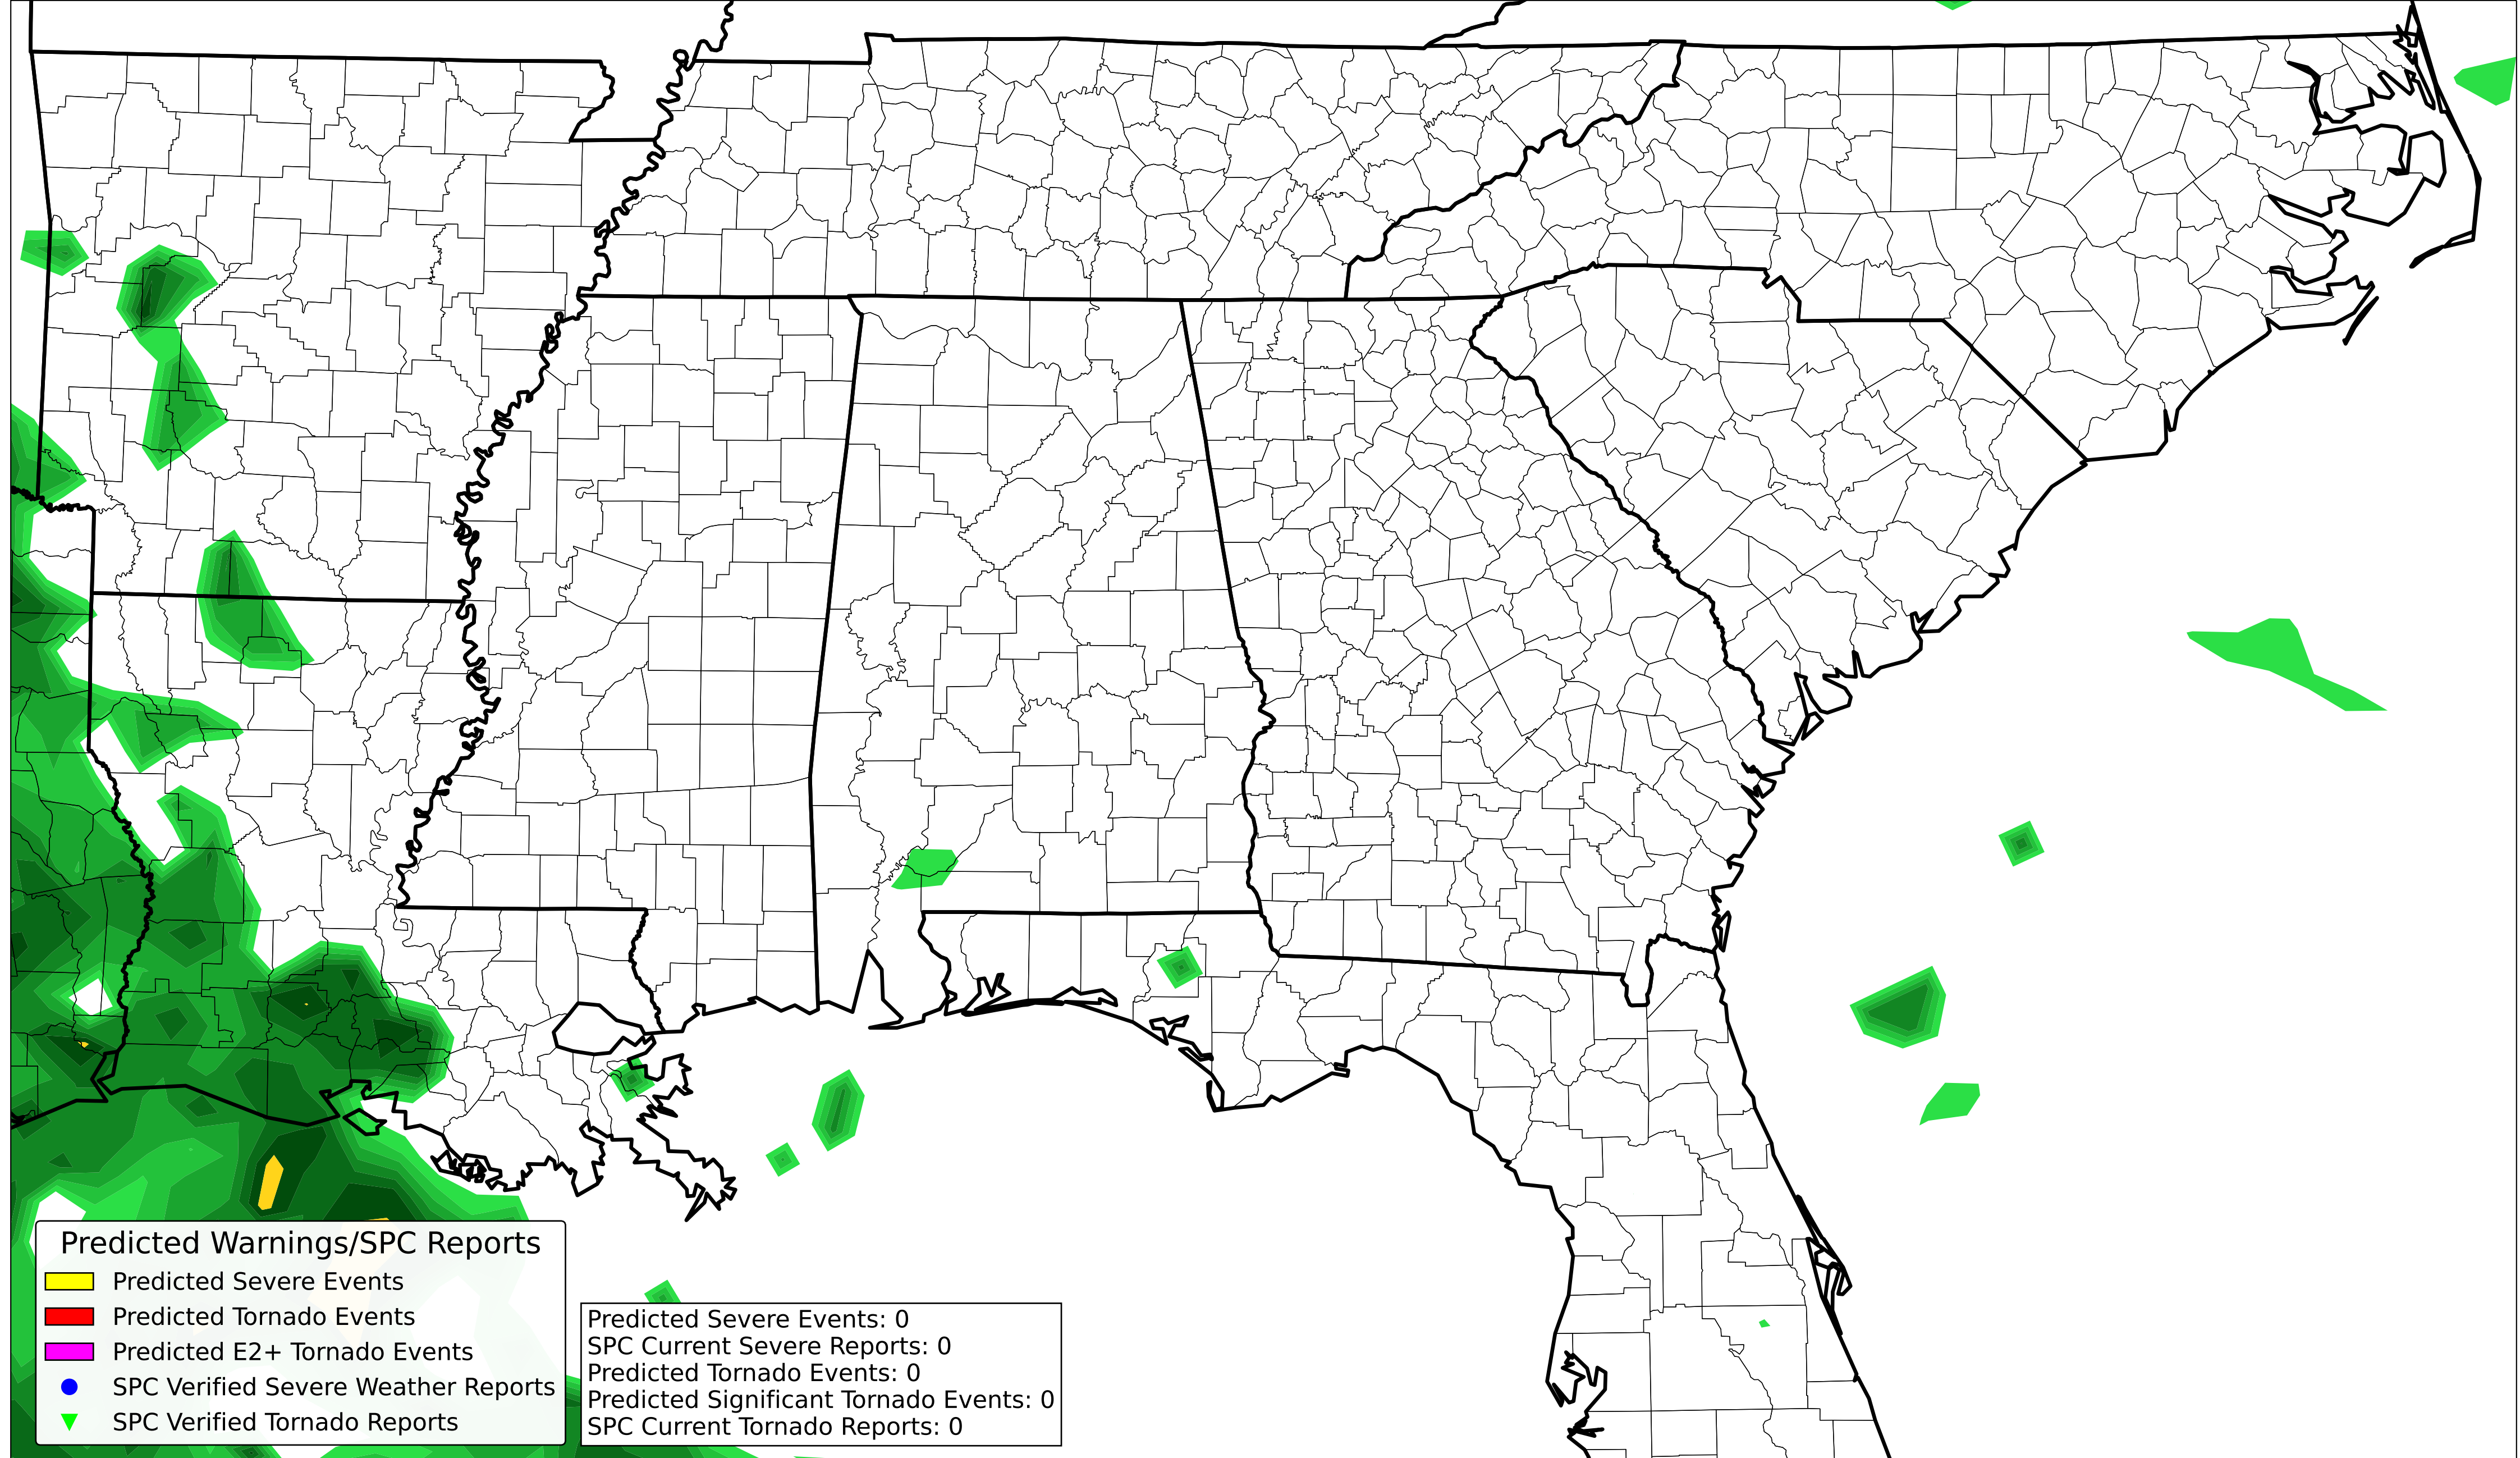 Predicted Warnings/SPC Reports
Predicted Severe Events
Predicted Tornado Events
Predicted E2+ Tornado Events
SPC Verified Severe Weather Reports
SPC Verified Tornado Reports
Predicted Severe Events: 0
SPC Current Severe Reports: 0
Predicted Tornado Events: 0
Predicted Significant Tornado Events: 0
SPC Current Tornado Reports: 0